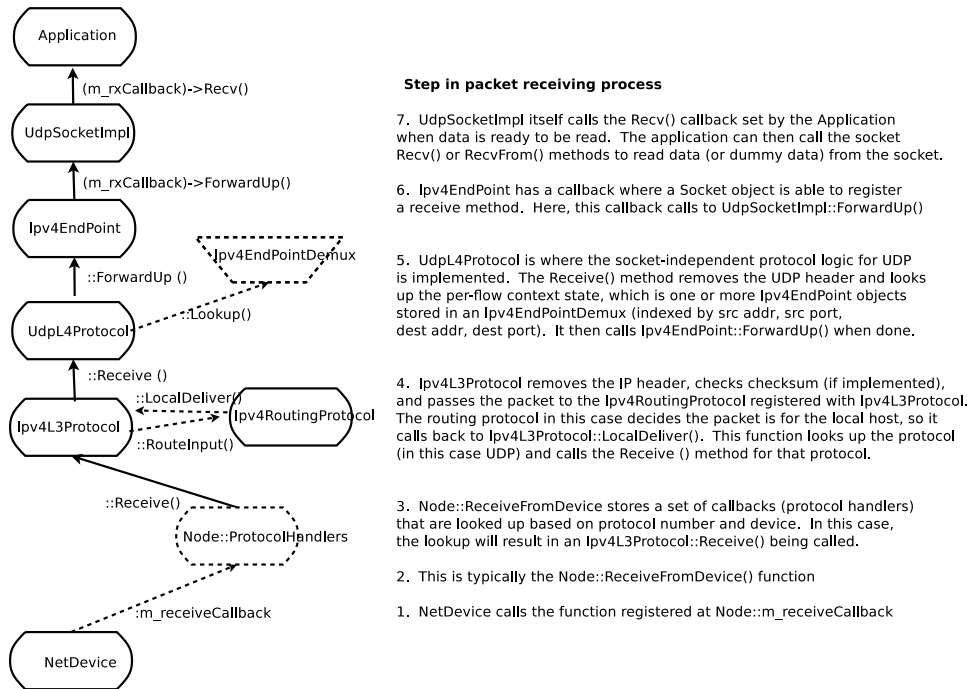 Application
(m_rxCallback)->Recv()
UdpSocketImpl
(m_rxCallback)->ForwardUp()
Ipv4EndPoint
Ipv4EndPointDemux
::ForwardUp ()
::Lookup()
UdpL4Protocol
::Receive ()
::LocalDeliver()
Ipv4RoutingProtocol
Ipv4L3Protocol
::RouteInput()
::Receive()
Node::ProtocolHandlers
:m_receiveCallback
NetDevice
Step in packet receiving process
7. UdpSocketImpl itself calls the Recv() callback set by the Application
when data is ready to be read. The application can then call the socket
Recv() or RecvFrom() methods to read data (or dummy data) from the socket.
6. Ipv4EndPoint has a callback where a Socket object is able to register
a receive method. Here, this callback calls to UdpSocketImpl::ForwardUp()
5. UdpL4Protocol is where the socket-independent protocol logic for UDP
is implemented. The Receive() method removes the UDP header and looks
up the per-flow context state, which is one or more Ipv4EndPoint objects
stored in an Ipv4EndPointDemux (indexed by src addr, src port,
dest addr, dest port). It then calls Ipv4EndPoint::ForwardUp() when done.
4. Ipv4L3Protocol removes the IP header, checks checksum (if implemented),
and passes the packet to the Ipv4RoutingProtocol registered with Ipv4L3Protocol.
The routing protocol in this case decides the packet is for the local host, so it
calls back to Ipv4L3Protocol::LocalDeliver(). This function looks up the protocol
(in this case UDP) and calls the Receive () method for that protocol.
3. Node::ReceiveFromDevice stores a set of callbacks (protocol handlers)
that are looked up based on protocol number and device. In this case,
the lookup will result in an Ipv4L3Protocol::Receive() being called.
2. This is typically the Node::ReceiveFromDevice() function
1. NetDevice calls the function registered at Node::m_receiveCallback